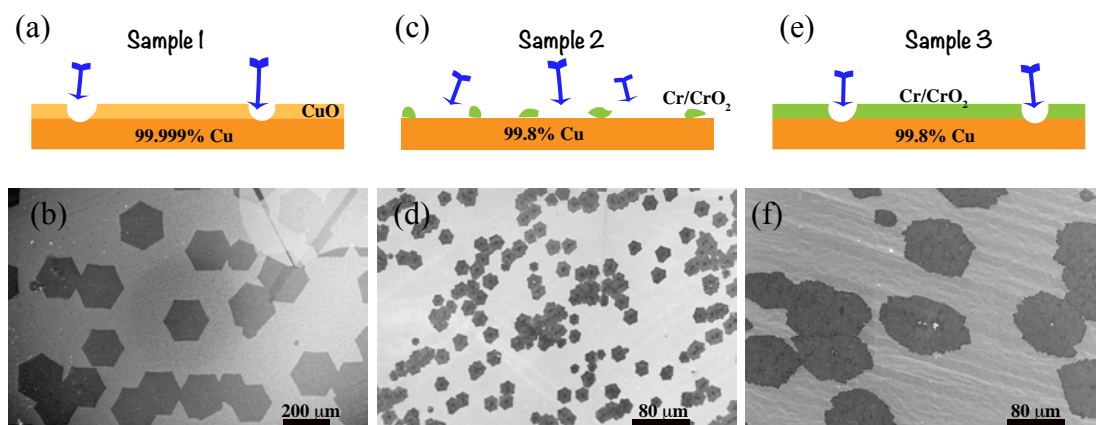 (a)
Sample 1
CuO
99.999% Cu
(c)
Sample 2
Cr/CrO₂
99.8% Cu
(e)
Sample 3
Cr/CrO₂
99.8% Cu
(b)
200 μm
(d)
80 μm
(f)
80 μm